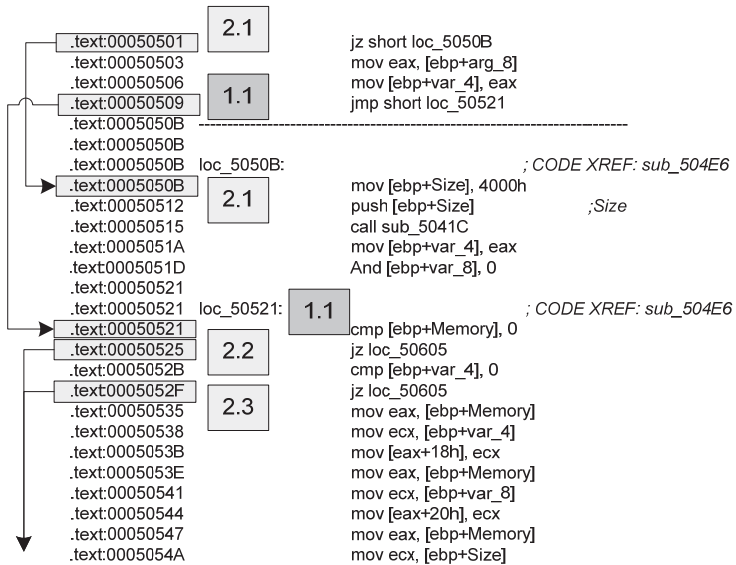 2.1
.text:00050501 jz short loc_5050B
.text:00050503 mov eax, [ebp+arg_8]
.text:00050506 mov [ebp+var_4], eax
1.1
.text:00050509 jmp short loc_50521
.text:0005050B ------------------------------------------------------------
.text:0005050B
.text:0005050B loc_5050B: ; CODE XREF: sub_504E6
.text:0005050B mov [ebp+Size], 4000h
2.1
.text:00050512 push [ebp+Size] ;Size
.text:00050515 call sub_5041C
.text:0005051A mov [ebp+var_4], eax
.text:0005051D And [ebp+var_8], 0
.text:00050521
.text:00050521 loc_50521: 1.1 ; CODE XREF: sub_504E6
.text:00050521 cmp [ebp+Memory], 0
.text:00050525 2.2 jz loc_50605
.text:0005052B cmp [ebp+var_4], 0
.text:0005052F jz loc_50605
2.3
.text:00050535 mov eax, [ebp+Memory]
.text:00050538 mov ecx, [ebp+var_4]
.text:0005053B mov [eax+18h], ecx
.text:0005053E mov eax, [ebp+Memory]
.text:00050541 mov ecx, [ebp+var_8]
.text:00050544 mov [eax+20h], ecx
.text:00050547 mov eax, [ebp+Memory]
.text:0005054A mov ecx, [ebp+Size]